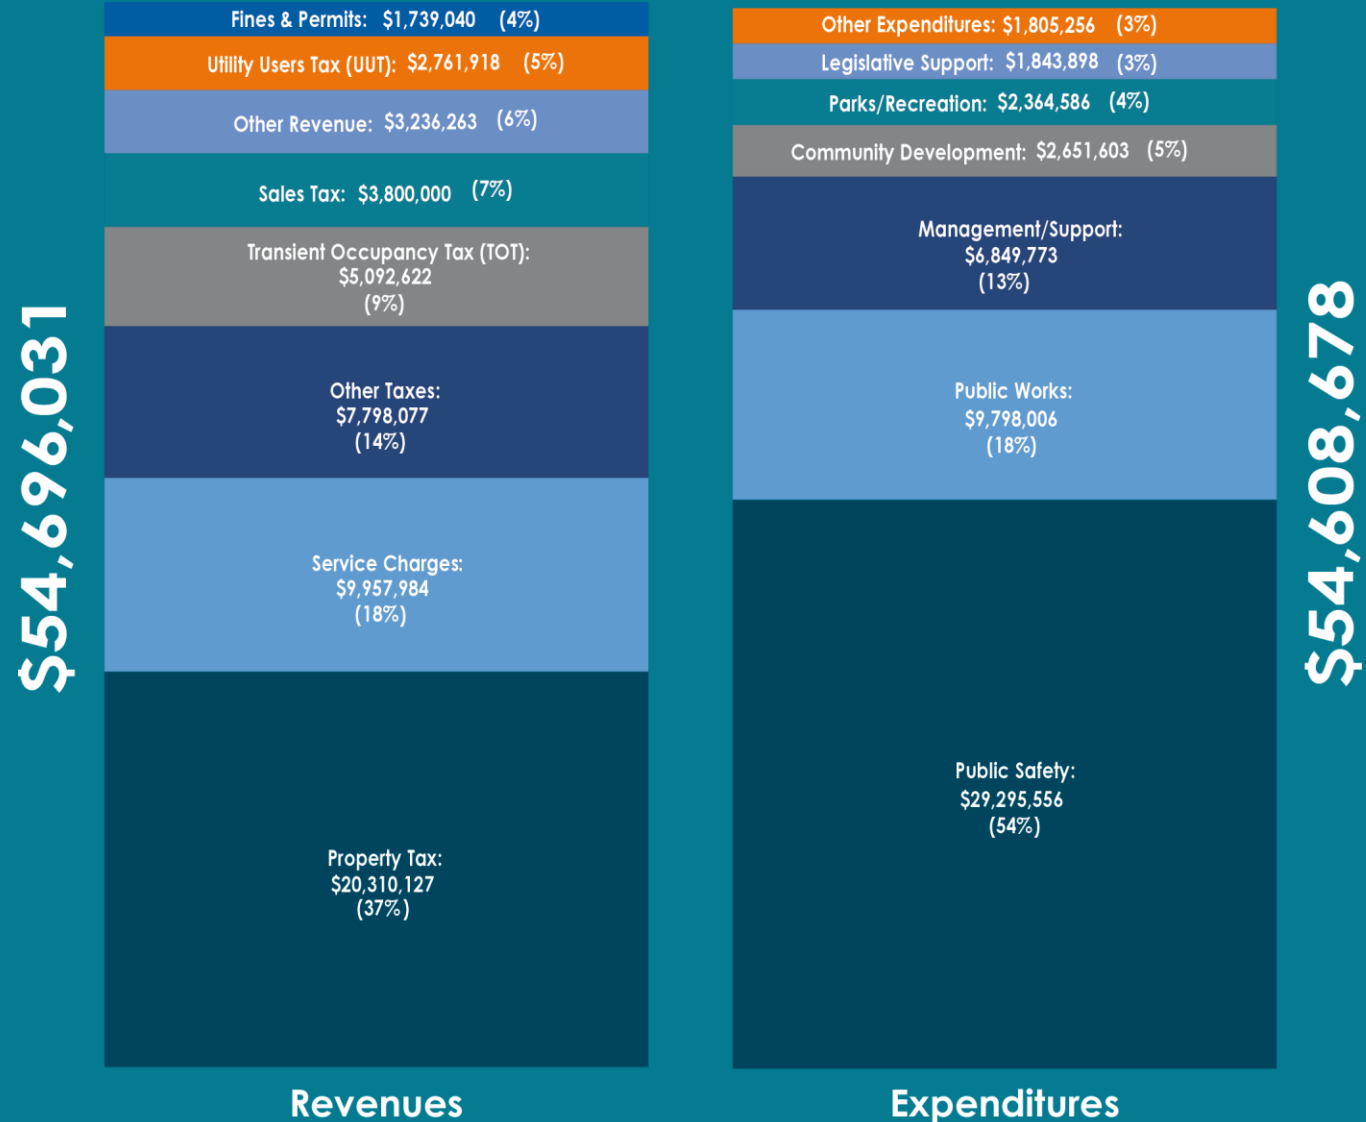 $54,696,031
Fines & Permits: $1,739,040 (4%)
Utility Users Tax (UUT): $2,761,918 (5%)
Other Revenue: $3,236,263 (6%)
Sales Tax: $3,800,000 (7%)
Transient Occupancy Tax (TOT):
$5,092,622
(9%)
Other Taxes:
$7,798,077
(14%)
Service Charges:
$9,957,984
(18%)
Property Tax:
$20,310,127
(37%)
Revenues
Other Expenditures: $1,805,256 (3%)
Legislative Support: $1,843,898 (3%)
Parks/Recreation: $2,364,586 (4%)
Community Development: $2,651,603 (5%)
Management/Support:
$6,849,773
(13%)
Public Works:
$9,798,006
(18%)
Public Safety:
$29,295,556
(54%)
Expenditures
$54,608,678